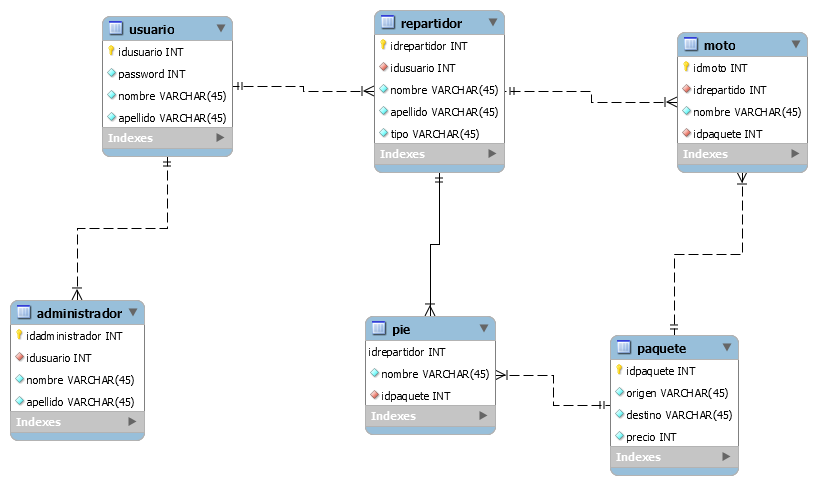 usuario
idusuario INT
password INT
nombre VARCHAR(45)
apellido VARCHAR(45)
Indexes
repartidor
idrepartidor INT
idusuario INT
nombre VARCHAR(45)
apellido VARCHAR(45)
tipo VARCHAR(45)
Indexes
moto
idmoto INT
idrepartido INT
nombre VARCHAR(45)
idpaquete INT
Indexes
administrador
idadministrador INT
idusuario INT
nombre VARCHAR(45)
apellido VARCHAR(45)
Indexes
pie
idrepartidor INT
nombre VARCHAR(45)
idpaquete INT
Indexes
paquete
idpaquete INT
origen VARCHAR(45)
destino VARCHAR(45)
precio INT
Indexes